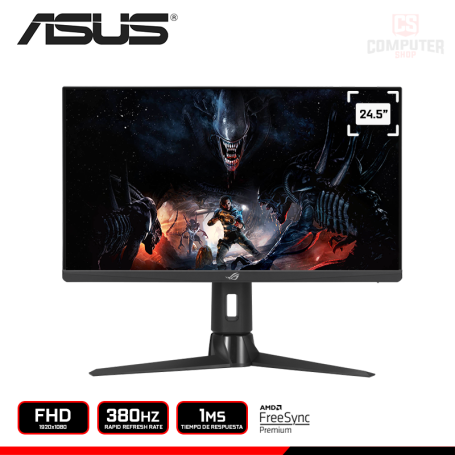 ASUS
CS
COMPUTER
SHOP
24.5"
FHD
1920x1080
380HZ
RAPID REFRESH RATE
1MS
TIEMPO DE RESPUESTA
AMD
FreeSync
Premium